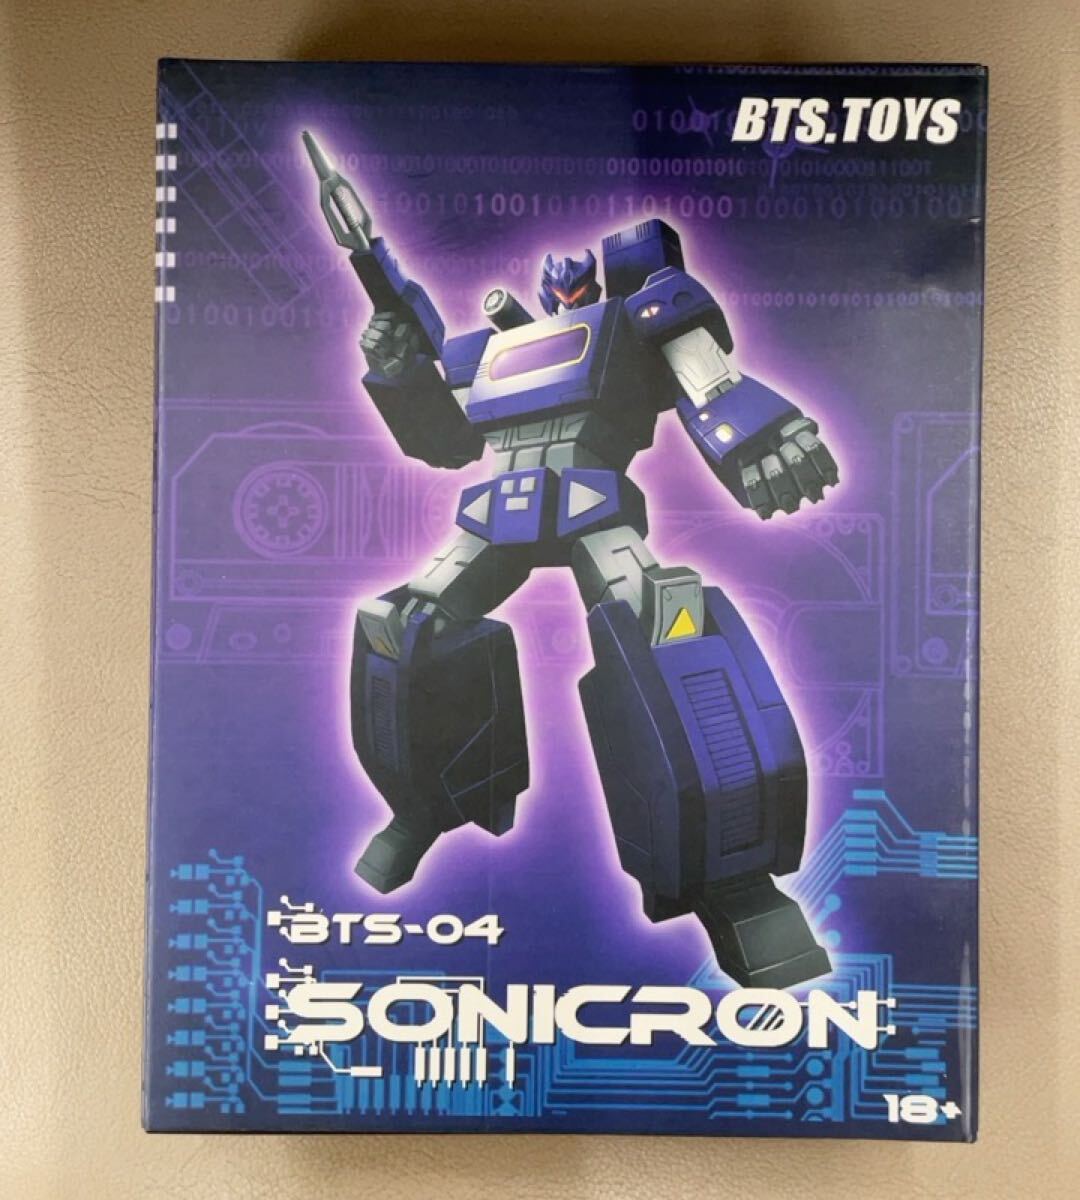 BTS.TOYS
BTS-04
SONICRON
18+